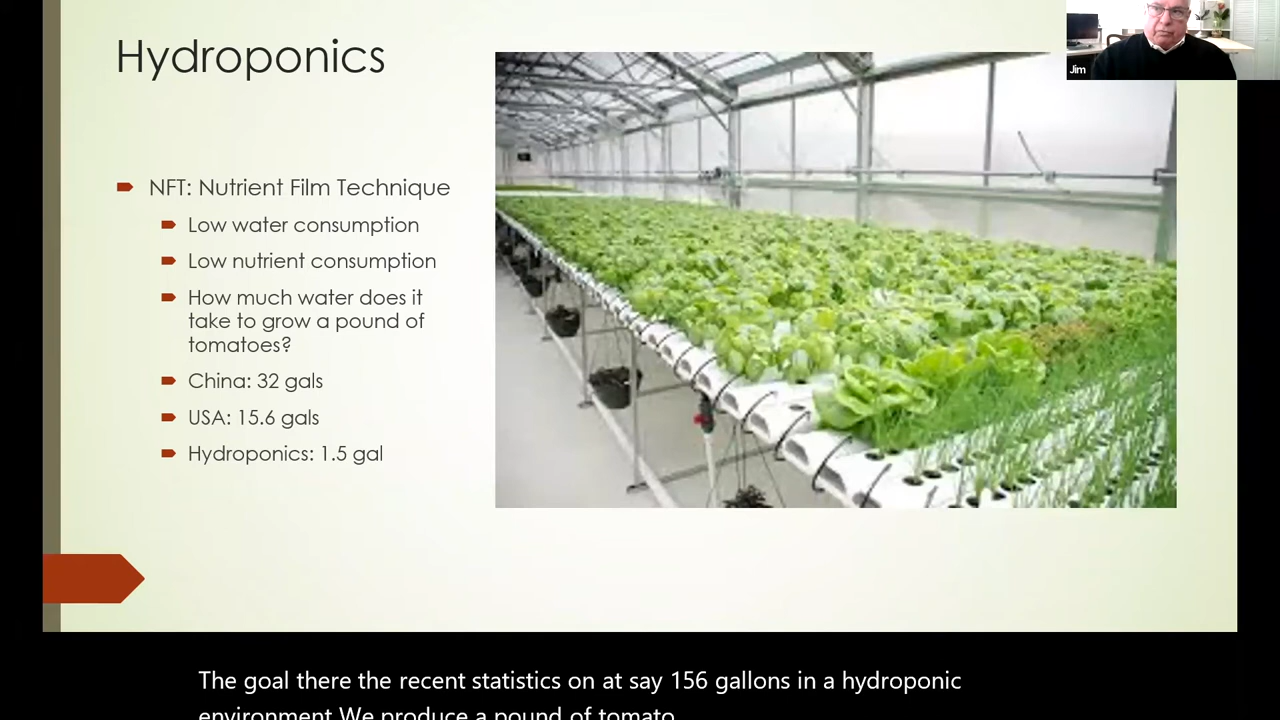 Hydroponics
Jim
NFT: Nutrient Film Technique
Low water consumption
Low nutrient consumption
How much water does it
take to grow a pound of
tomatoes?
China: 32 gals
USA: 15.6 gals
Hydroponics: 1.5 gal
The goal there the recent statistics on at say 156 gallons in a hydroponic
environment We produce a pound of tomato